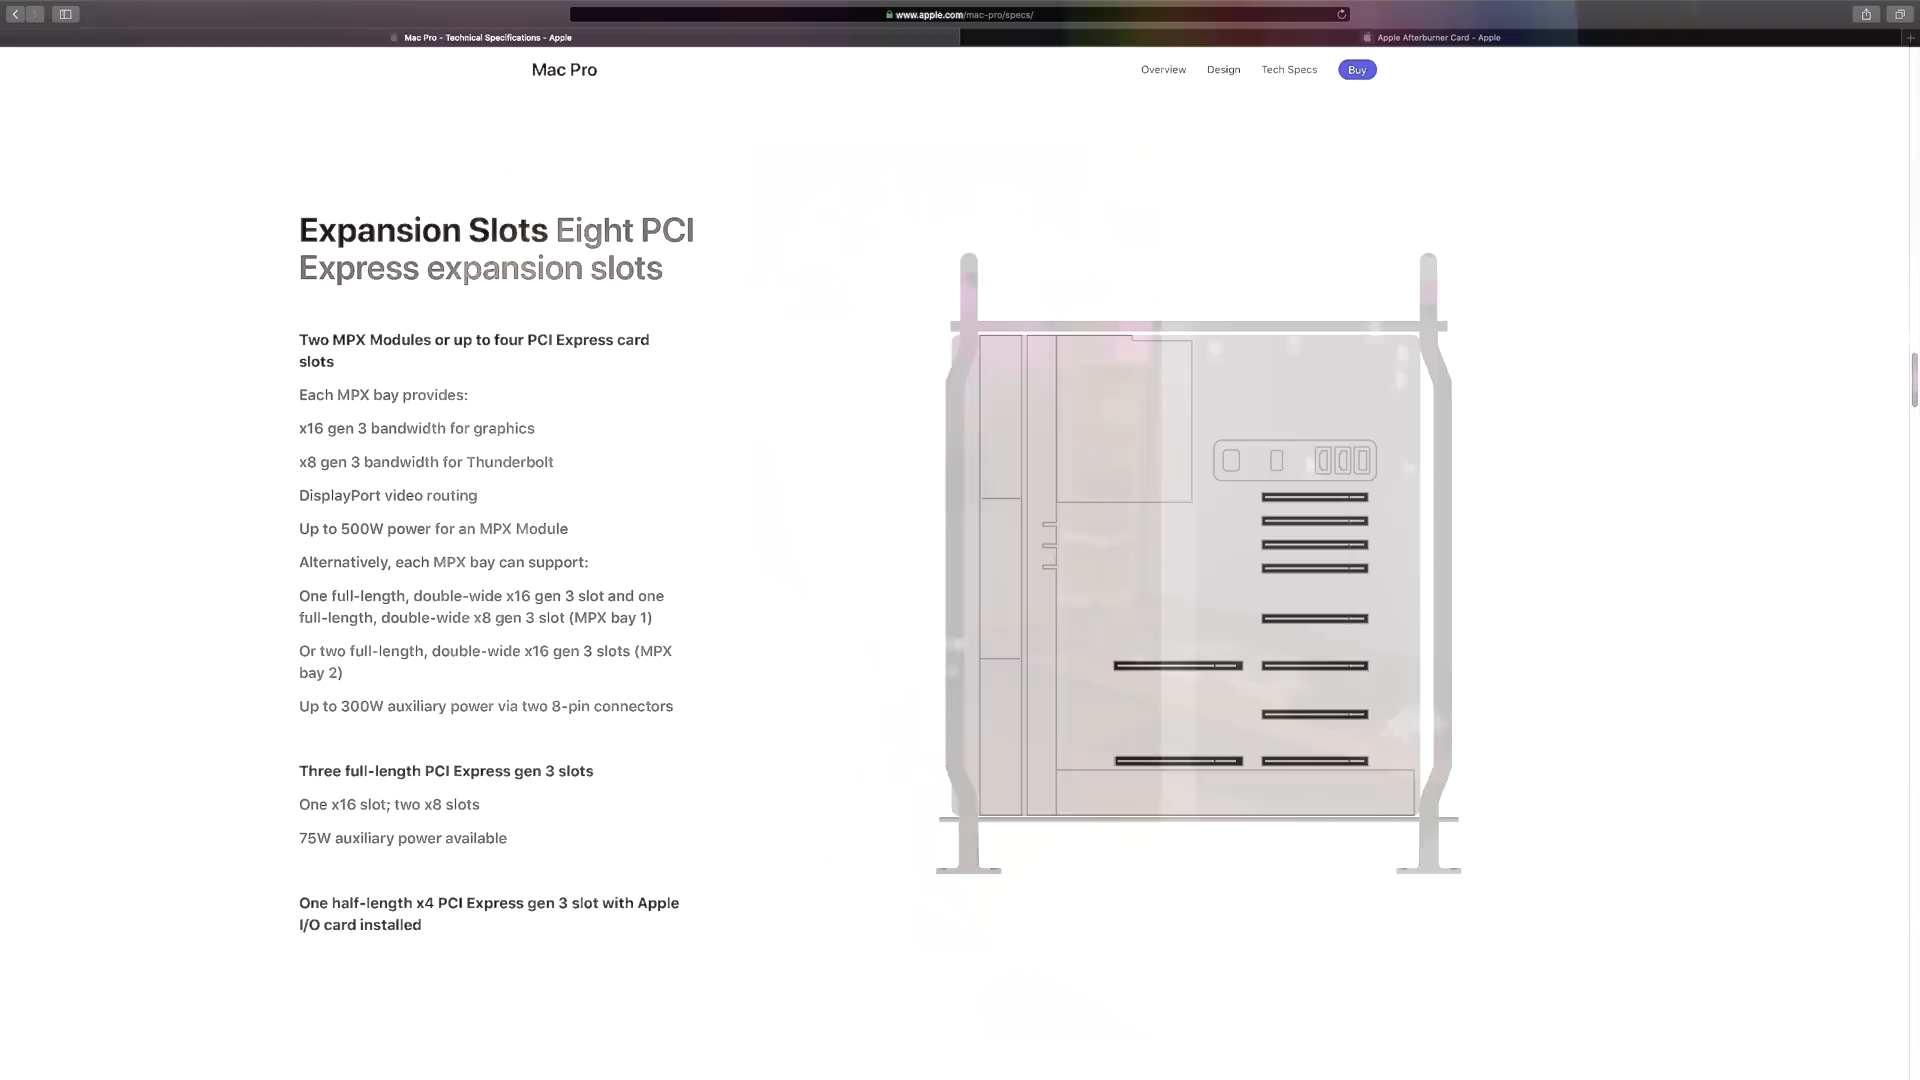 www.apple.com/mac-pro/specs/
Mac Pro - Technical Specifications - Apple
Apple Afterburner Card - Apple
Mac Pro
Overview
Design
Tech Specs
Buy
Expansion Slots Eight PCI
Express expansion slots
Two MPX Modules or up to four PCI Express card
slots
Each MPX bay provides:
x16 gen 3 bandwidth for graphics
x8 gen 3 bandwidth for Thunderbolt
DisplayPort video routing
Up to 500W power for an MPX Module
Alternatively, each MPX bay can support:
One full-length, double-wide x16 gen 3 slot and one
full-length, double-wide x8 gen 3 slot (MPX bay 1)
Or two full-length, double-wide x16 gen 3 slots (MPX
bay 2)
Up to 300W auxiliary power via two 8-pin connectors
Three full-length PCI Express gen 3 slots
One x16 slot; two x8 slots
75W auxiliary power available
One half-length x4 PCI Express gen 3 slot with Apple
I/O card installed